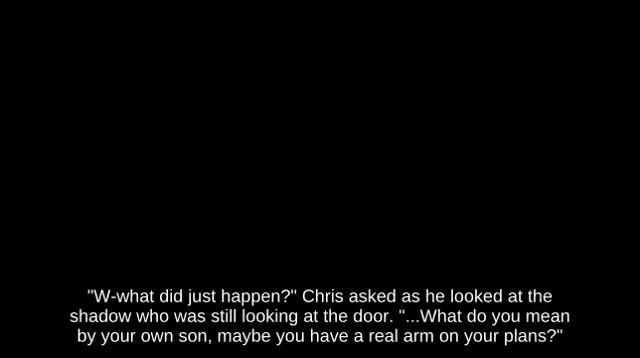 "W-what did just happen?" Chris asked as he looked at the
shadow who was still looking at the door. "...What do you mean
by your own son, maybe you have a real arm on your plans?"